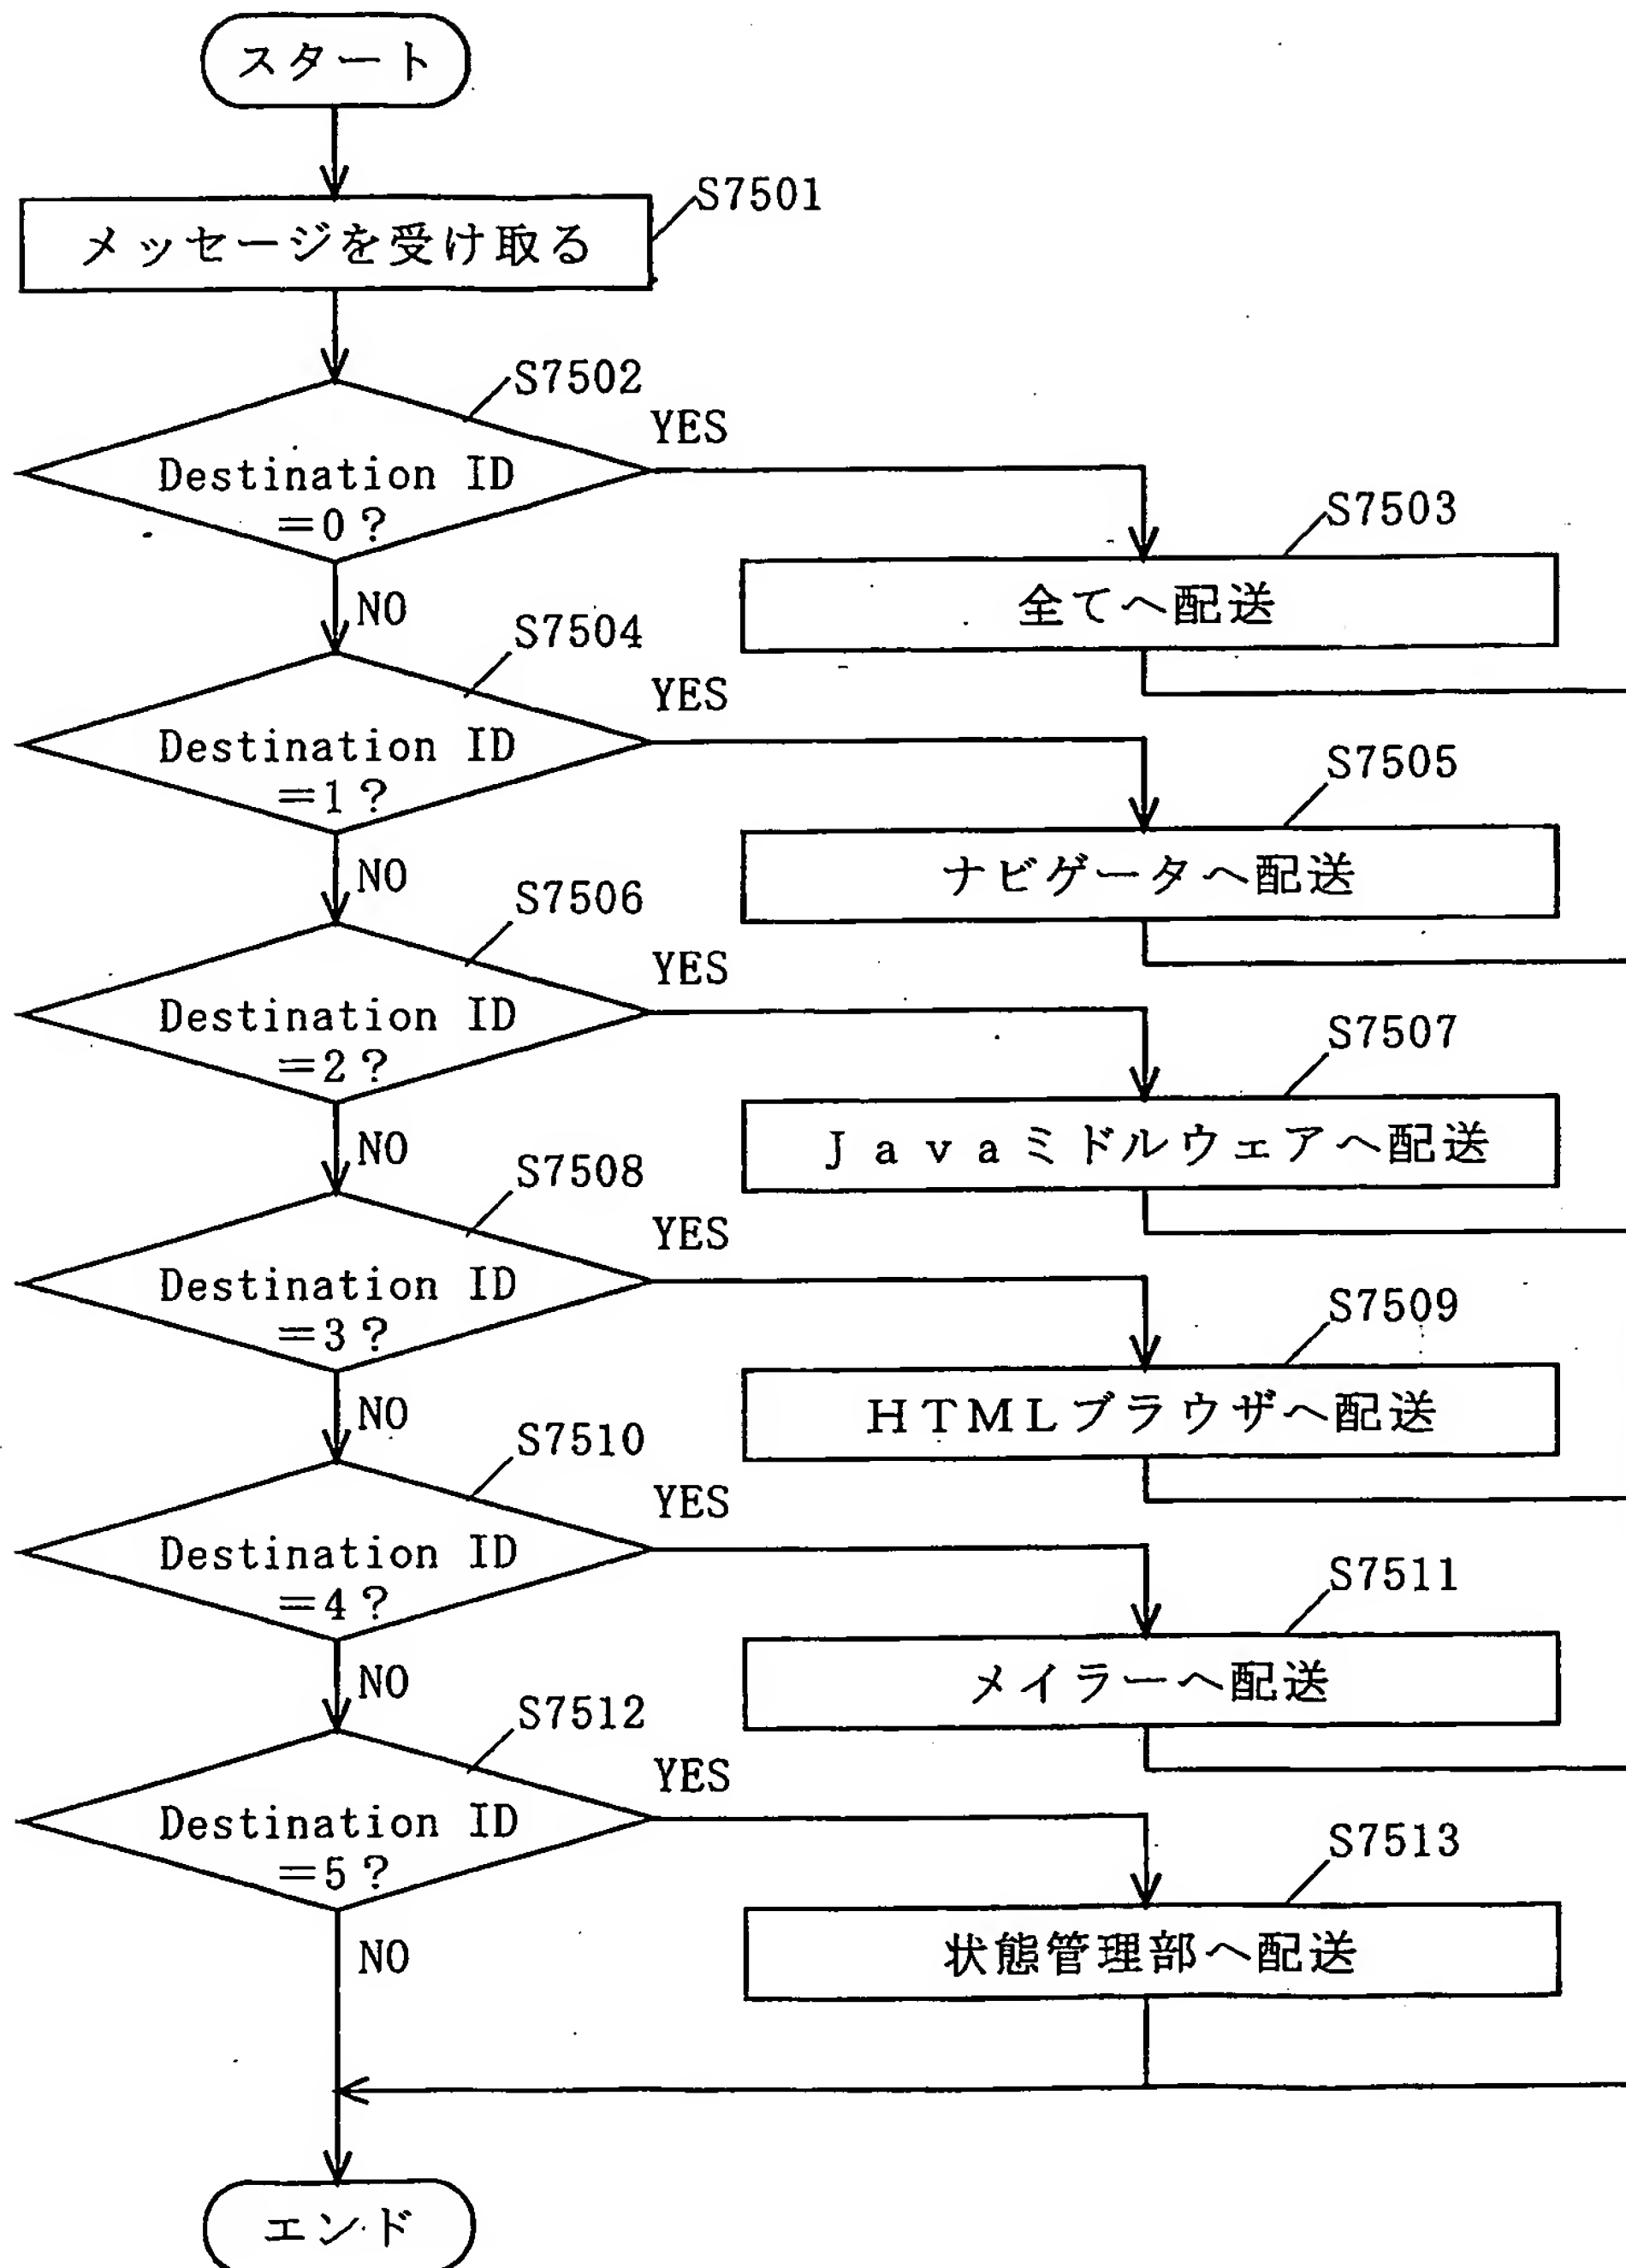 スタート
S7501
メッセージを受け取る
S7502
YES
Destination ID
=0?
S7503
全てへ配送
NO
S7504
YES
Destination ID
=1?
S7505
ナビゲータへ配送
NO
S7506
YES
Destination ID
=2?
S7507
Javaミドルウェアへ配送
NO
S7508
YES
Destination ID
=3?
S7509
HTMLブラウザへ配送
NO
S7510
YES
Destination ID
=4?
S7511
メイラーへ配送
NO
S7512
YES
Destination ID
=5?
S7513
状態管理部へ配送
NO
エンド